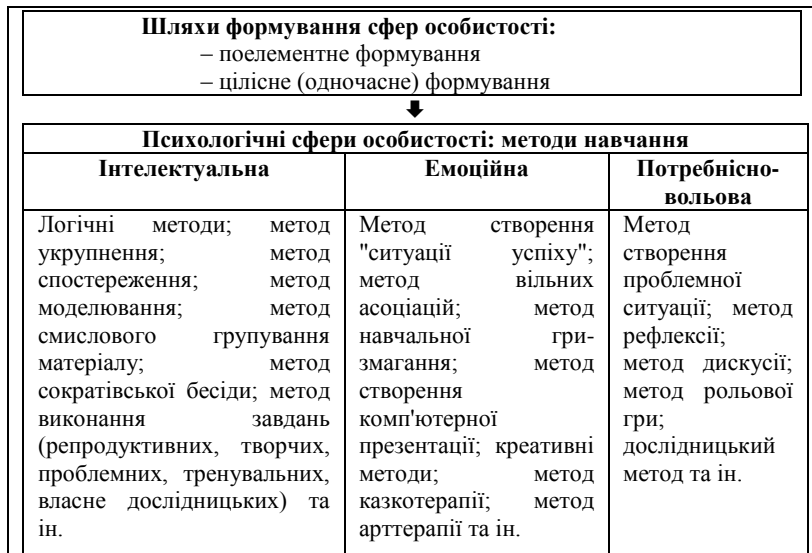 Шляхи формування сфер особистості:
– поелементне формування
– цілісне (одночасне) формування
Психологічні сфери особистості: методи навчання
Інтелектуальна
Логічні методи; метод
укрупнення; метод
спостереження; метод
моделювання; метод
смислового групування
матеріалу; метод
сократівської бесіди; метод
виконання завдань
(репродуктивних, творчих,
проблемних, тренувальних,
власне дослідницьких) та
ін.
Емоційна
Метод створення
"ситуації успіху";
метод вільних
асоціацій; метод
навчальної гри-
змагання; метод
створення
комп'ютерної
презентації; креативні
методи; метод
казкотерапії; метод
арттерапії та ін.
Потребнісно-
вольова
Метод
створення
проблемної
ситуації; метод
рефлексії;
метод дискусії;
метод рольової
гри;
дослідницький
метод та ін.